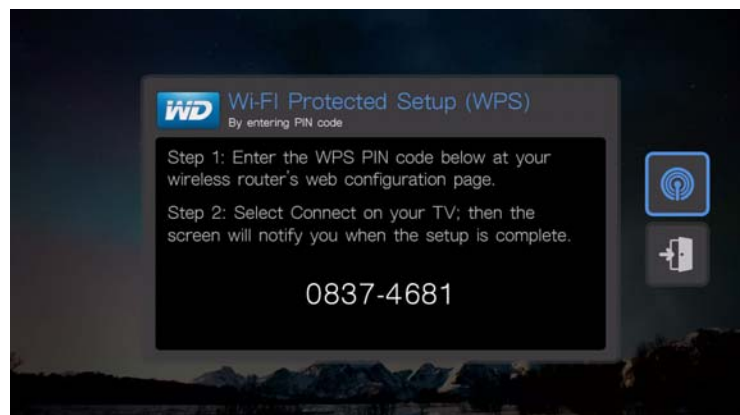 WD
Wi-FI Protected Setup (WPS)
By entering PIN code
Step 1: Enter the WPS PIN code below at your
wireless router's web configuration page.
Step 2: Select Connect on your TV; then the
screen will notify you when the setup is complete.
0837-4681